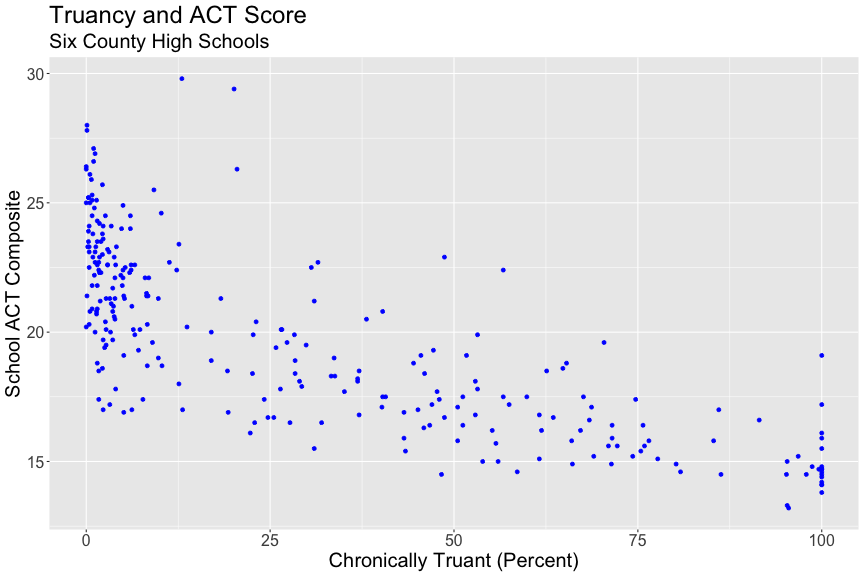 Truancy and ACT Score
Six County High Schools
School ACT Composite
30
25
20
15
0
25
50
75
100
Chronically Truant (Percent)